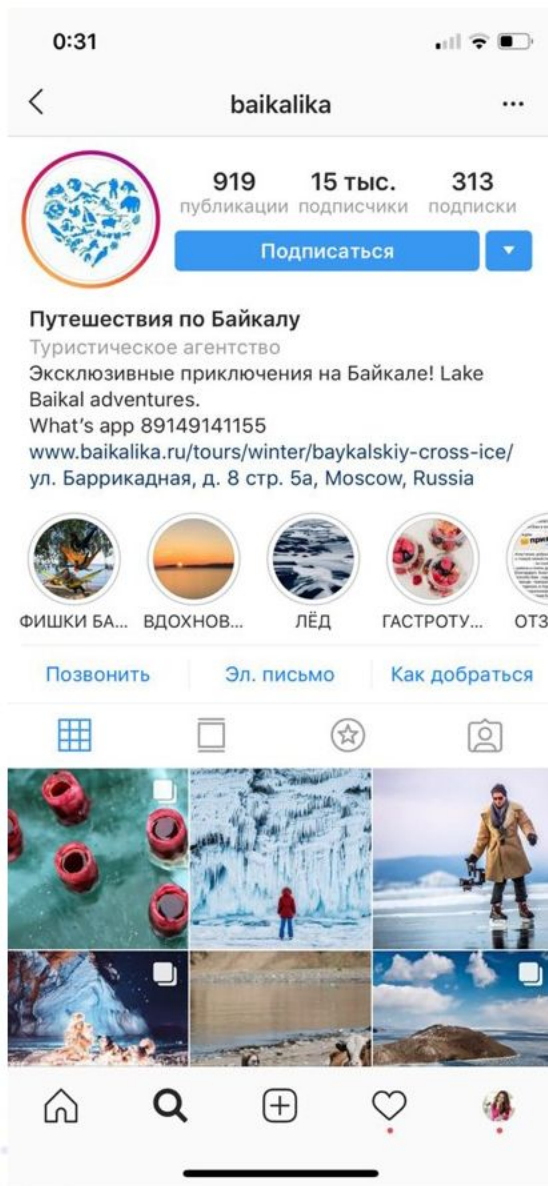 0:31
baikalika
919 15 тыс. 313
публикации подписчики подписки
Подписаться
Путешествия по Байкалу
Туристическое агентство
Эксклюзивные приключения на Байкале! Lake
Baikal adventures.
What's app 89149141155
www.baikalika.ru/tours/winter/baykalskiy-cross-ice/
ул. Баррикадная, д. 8 стр. 5а, Moscow, Russia
ФИШКИ БА... ВДОХНОВ... ЛЁД ГАСТРОТУ... ОТЗ
Позвонить Эл. письмо Как добраться